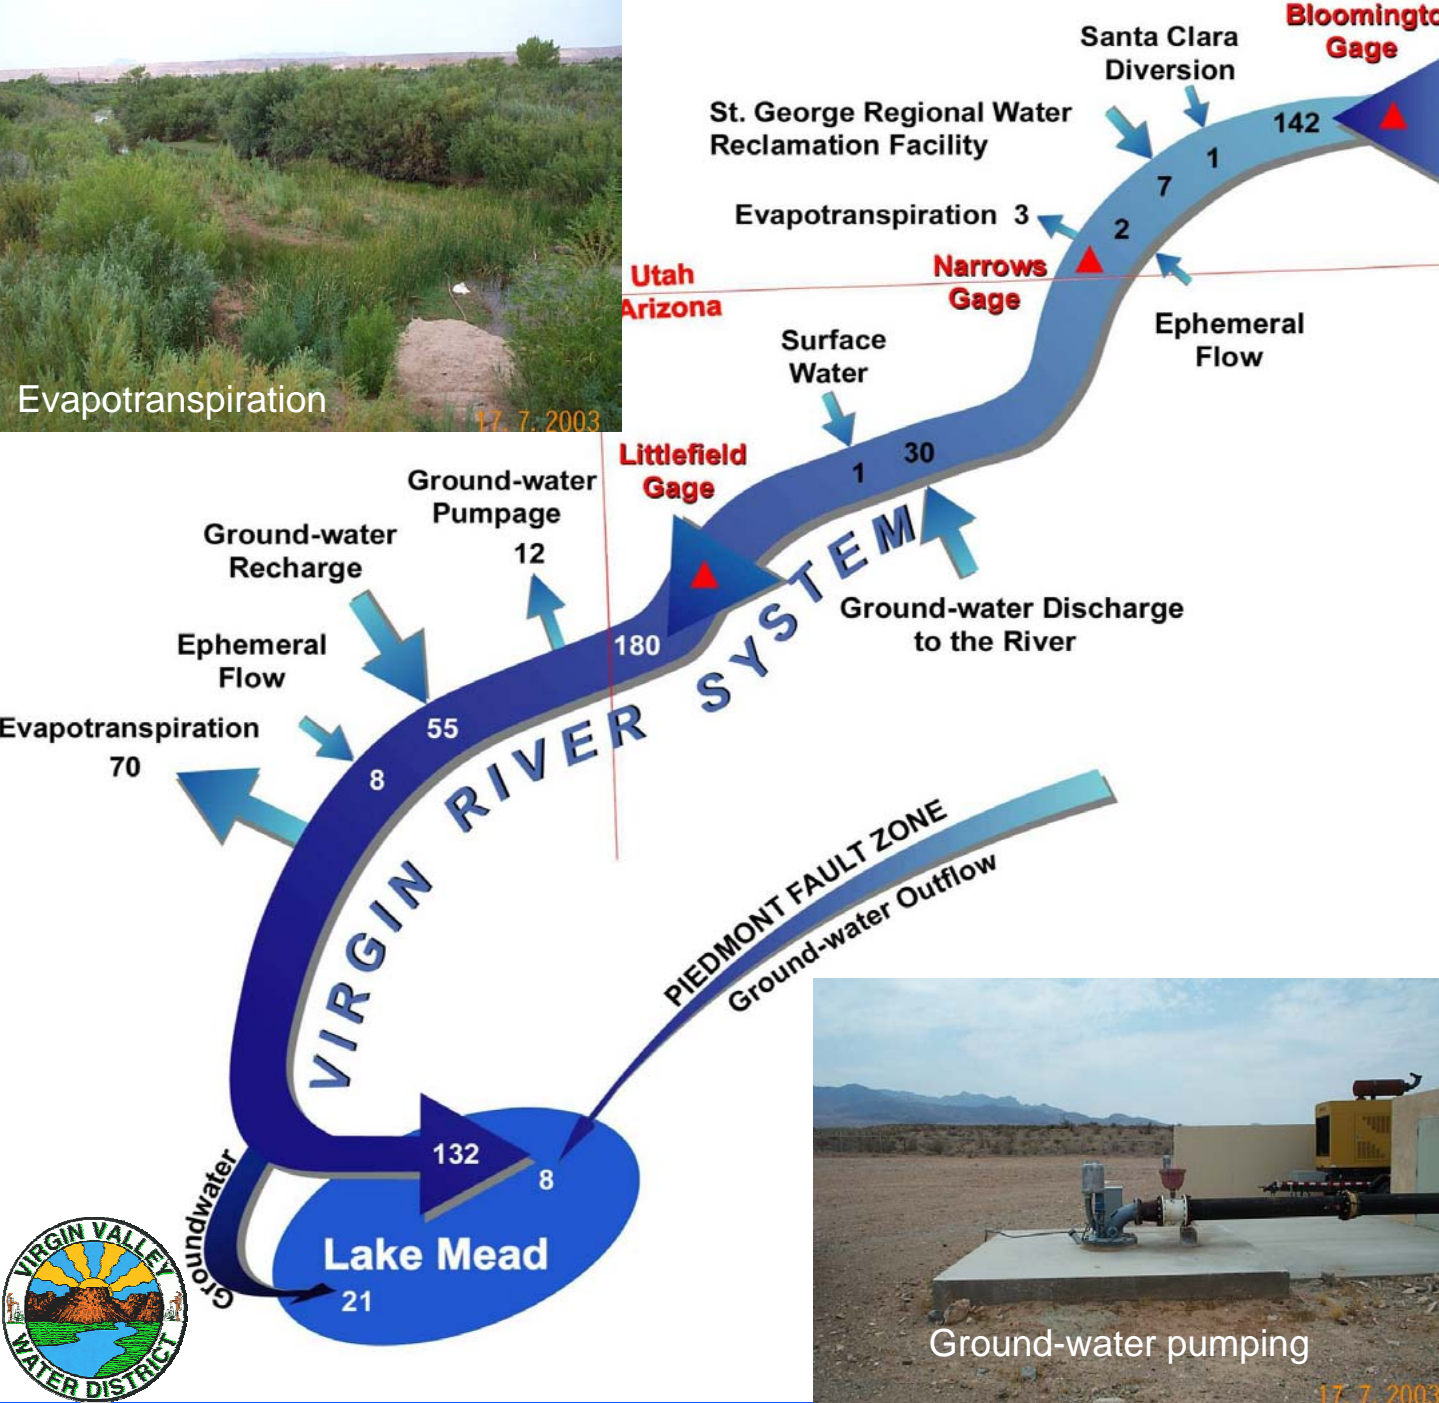 Bloomingto
Gage
Santa Clara
Diversion
142
St. George Regional Water
Reclamation Facility
1
7
Evapotranspiration 3
2
Narrows
Gage
Utah
Arizona
Ephemeral
Flow
Surface
Water
Evapotranspiration
17. 7. 2003
1
30
Littlefield
Gage
Ground-water
Pumpage
12
Ground-water
Recharge
Ground-water Discharge
to the River
180
Ephemeral
Flow
55
Evapotranspiration
70
8
VIRGIN RIVER SYSTEM
PIEDMONT FAULT ZONE
Ground-water Outflow
132
8
Groundwater
Lake Mead
21
VIRGIN VALLEY
WATER DISTRICT
Ground-water pumping
17. 7. 2003